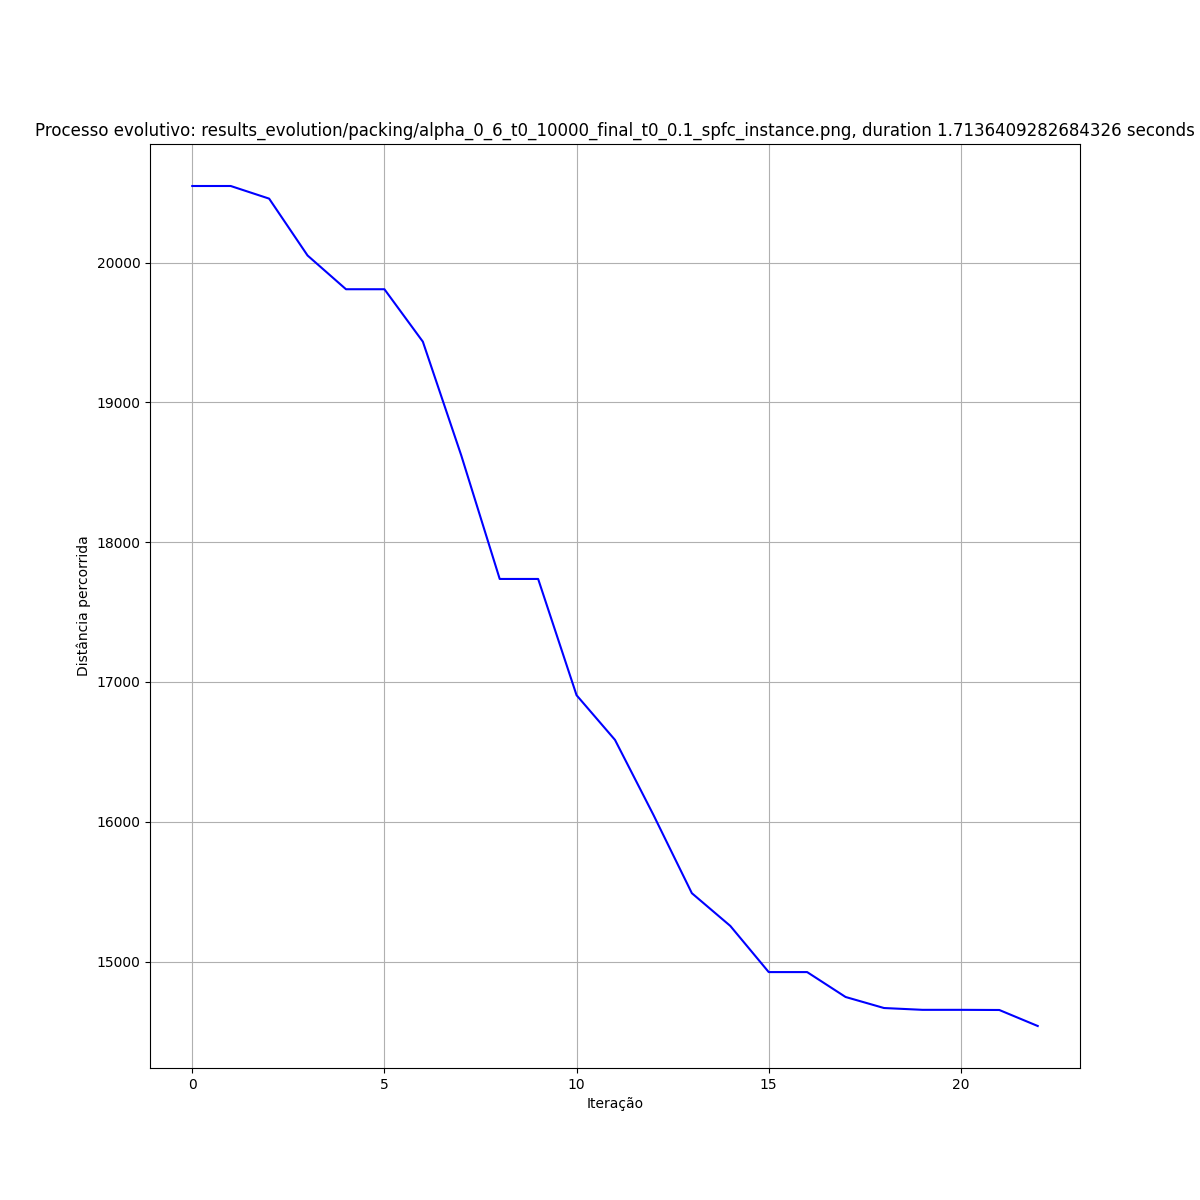 Processo evolutivo: results_evolution/packing/alpha_0_6_t0_10000_final_t0_0.1_spfc_instance.png, duration 1.7136409282684326 seconds
20000
19000
18000
17000
16000
15000
Distância percorrida
0 5 10 15 20
Iteração